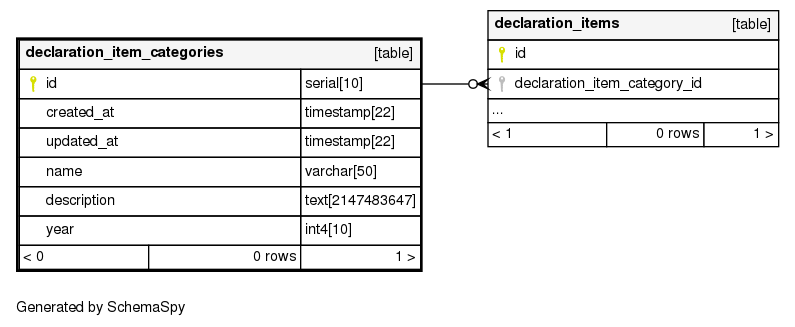 declaration_item_categories [table]
id serial[10]
created_at timestamp[22]
updated_at timestamp[22]
name varchar[50]
description text[2147483647]
year int4[10]
< 0 0 rows 1 >
declaration_items [table]
id
declaration_item_category_id
...
< 1 0 rows 1 >
Generated by SchemaSpy